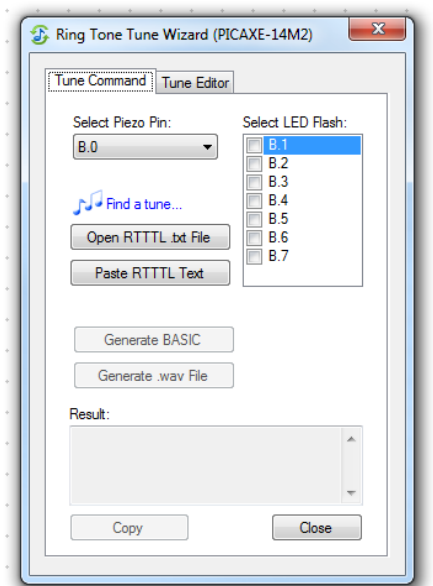 Ring Tone Tune Wizard (PICAXE-14M2)
Tune Command
Tune Editor
Select Piezo Pin:
B.0
Select LED Flash:
B.1
B.2
B.3
B.4
B.5
B.6
B.7
Find a tune...
Open RTTTL .txt File
Paste RTTTL Text
Generate BASIC
Generate .wav File
Result:
Copy
Close